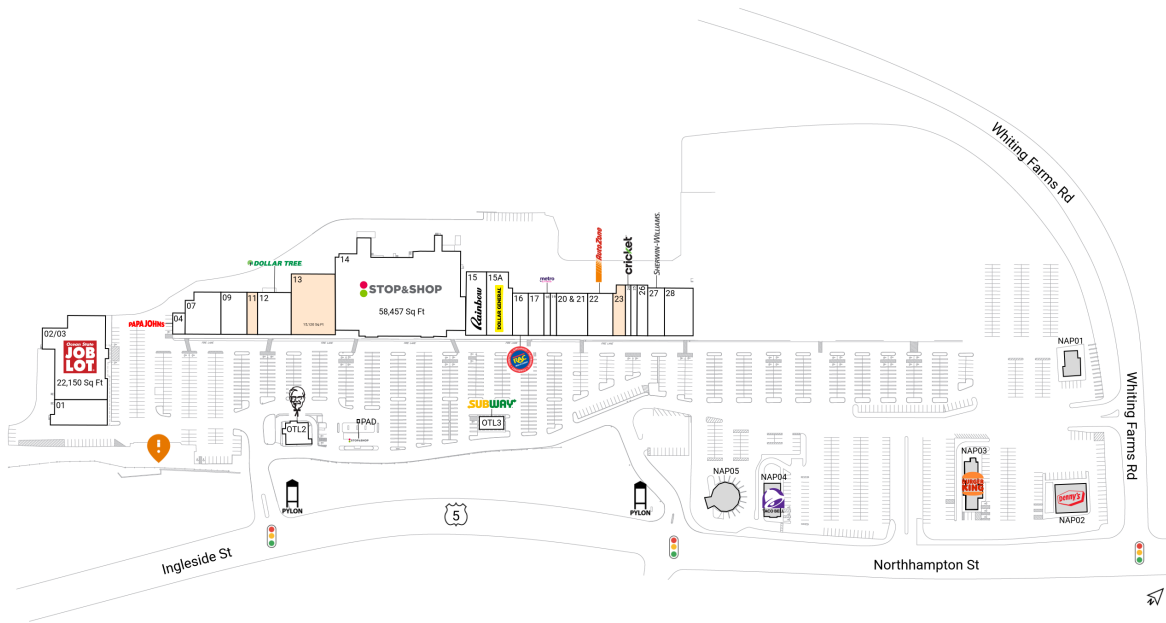 Whiting Farms Rd
SHERWIN-WILLIAMS.
AutoZone
cricket
DOLLAR TREE
14
STOP&SHOP
58,457 Sq Ft
13
15
15A
Rainbow
DOLLAR GENERAL
metro
07
09
11
12
04
PAPA JOHNS
16
17
20 & 21
22
23
26
27
28
RAC
02/03
Ocean State
JOB
LOT
22,150 Sq Ft
01
NAP01
Whiting Farms Rd
SUBWAY
OTL3
OTL2
PAD
NAP05
NAP04
TACO BELL
NAP03
BURGER
KING
Denny's
NAP02
PYLON
PYLON
5
Ingleside St
Northhampton St
N